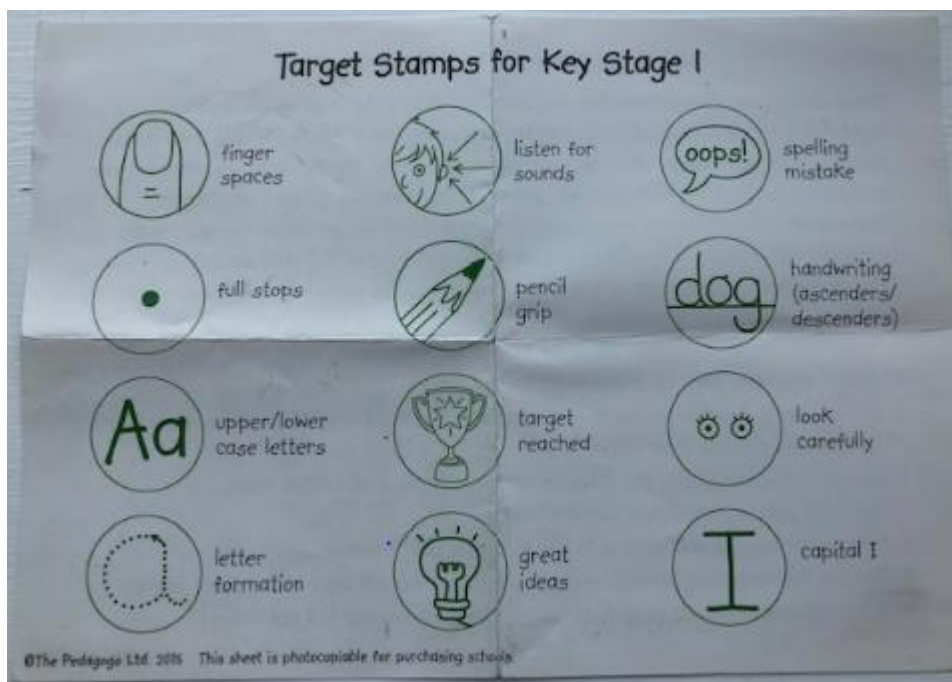 Target Stamps for Key Stage 1
finger
spaces
listen for
sounds
oops!
spelling
mistake
full stops
pencil
grip
dog
handwriting
(ascenders/
descenders)
Aa
upper/lower
case letters
target
reached
look
carefully
a
letter
formation
great
ideas
I
capital I
©The Pedagogs Ltd. 2015 This sheet is photocopiable for purchasing schools